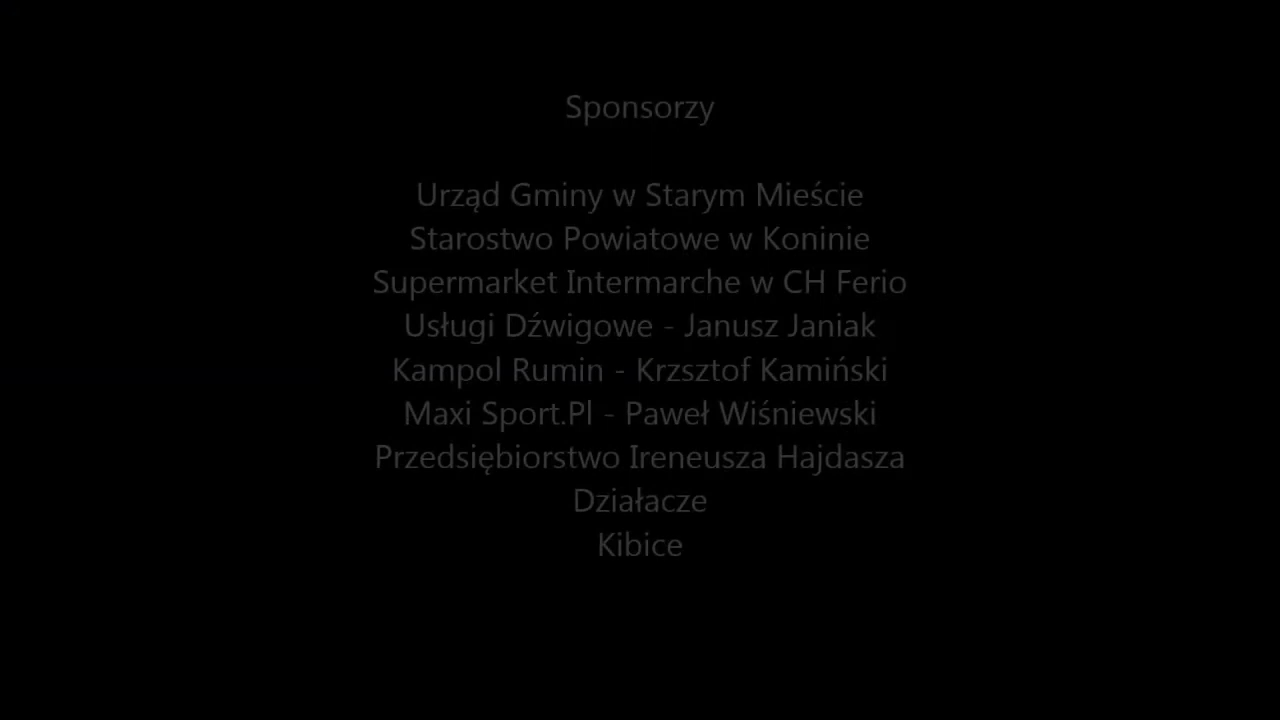 Sponsorzy
Urząd Gminy w Starym Mieście
Starostwo Powiatowe w Koninie
Supermarket Intermarche w CH Ferio
Usługi Dźwigowe - Janusz Janiak
Kampol Rumin - Krzsztof Kamiński
Maxi Sport.Pl - Paweł Wiśniewski
Przedsiębiorstwo Ireneusza Hajdasza
Działacze
Kibice